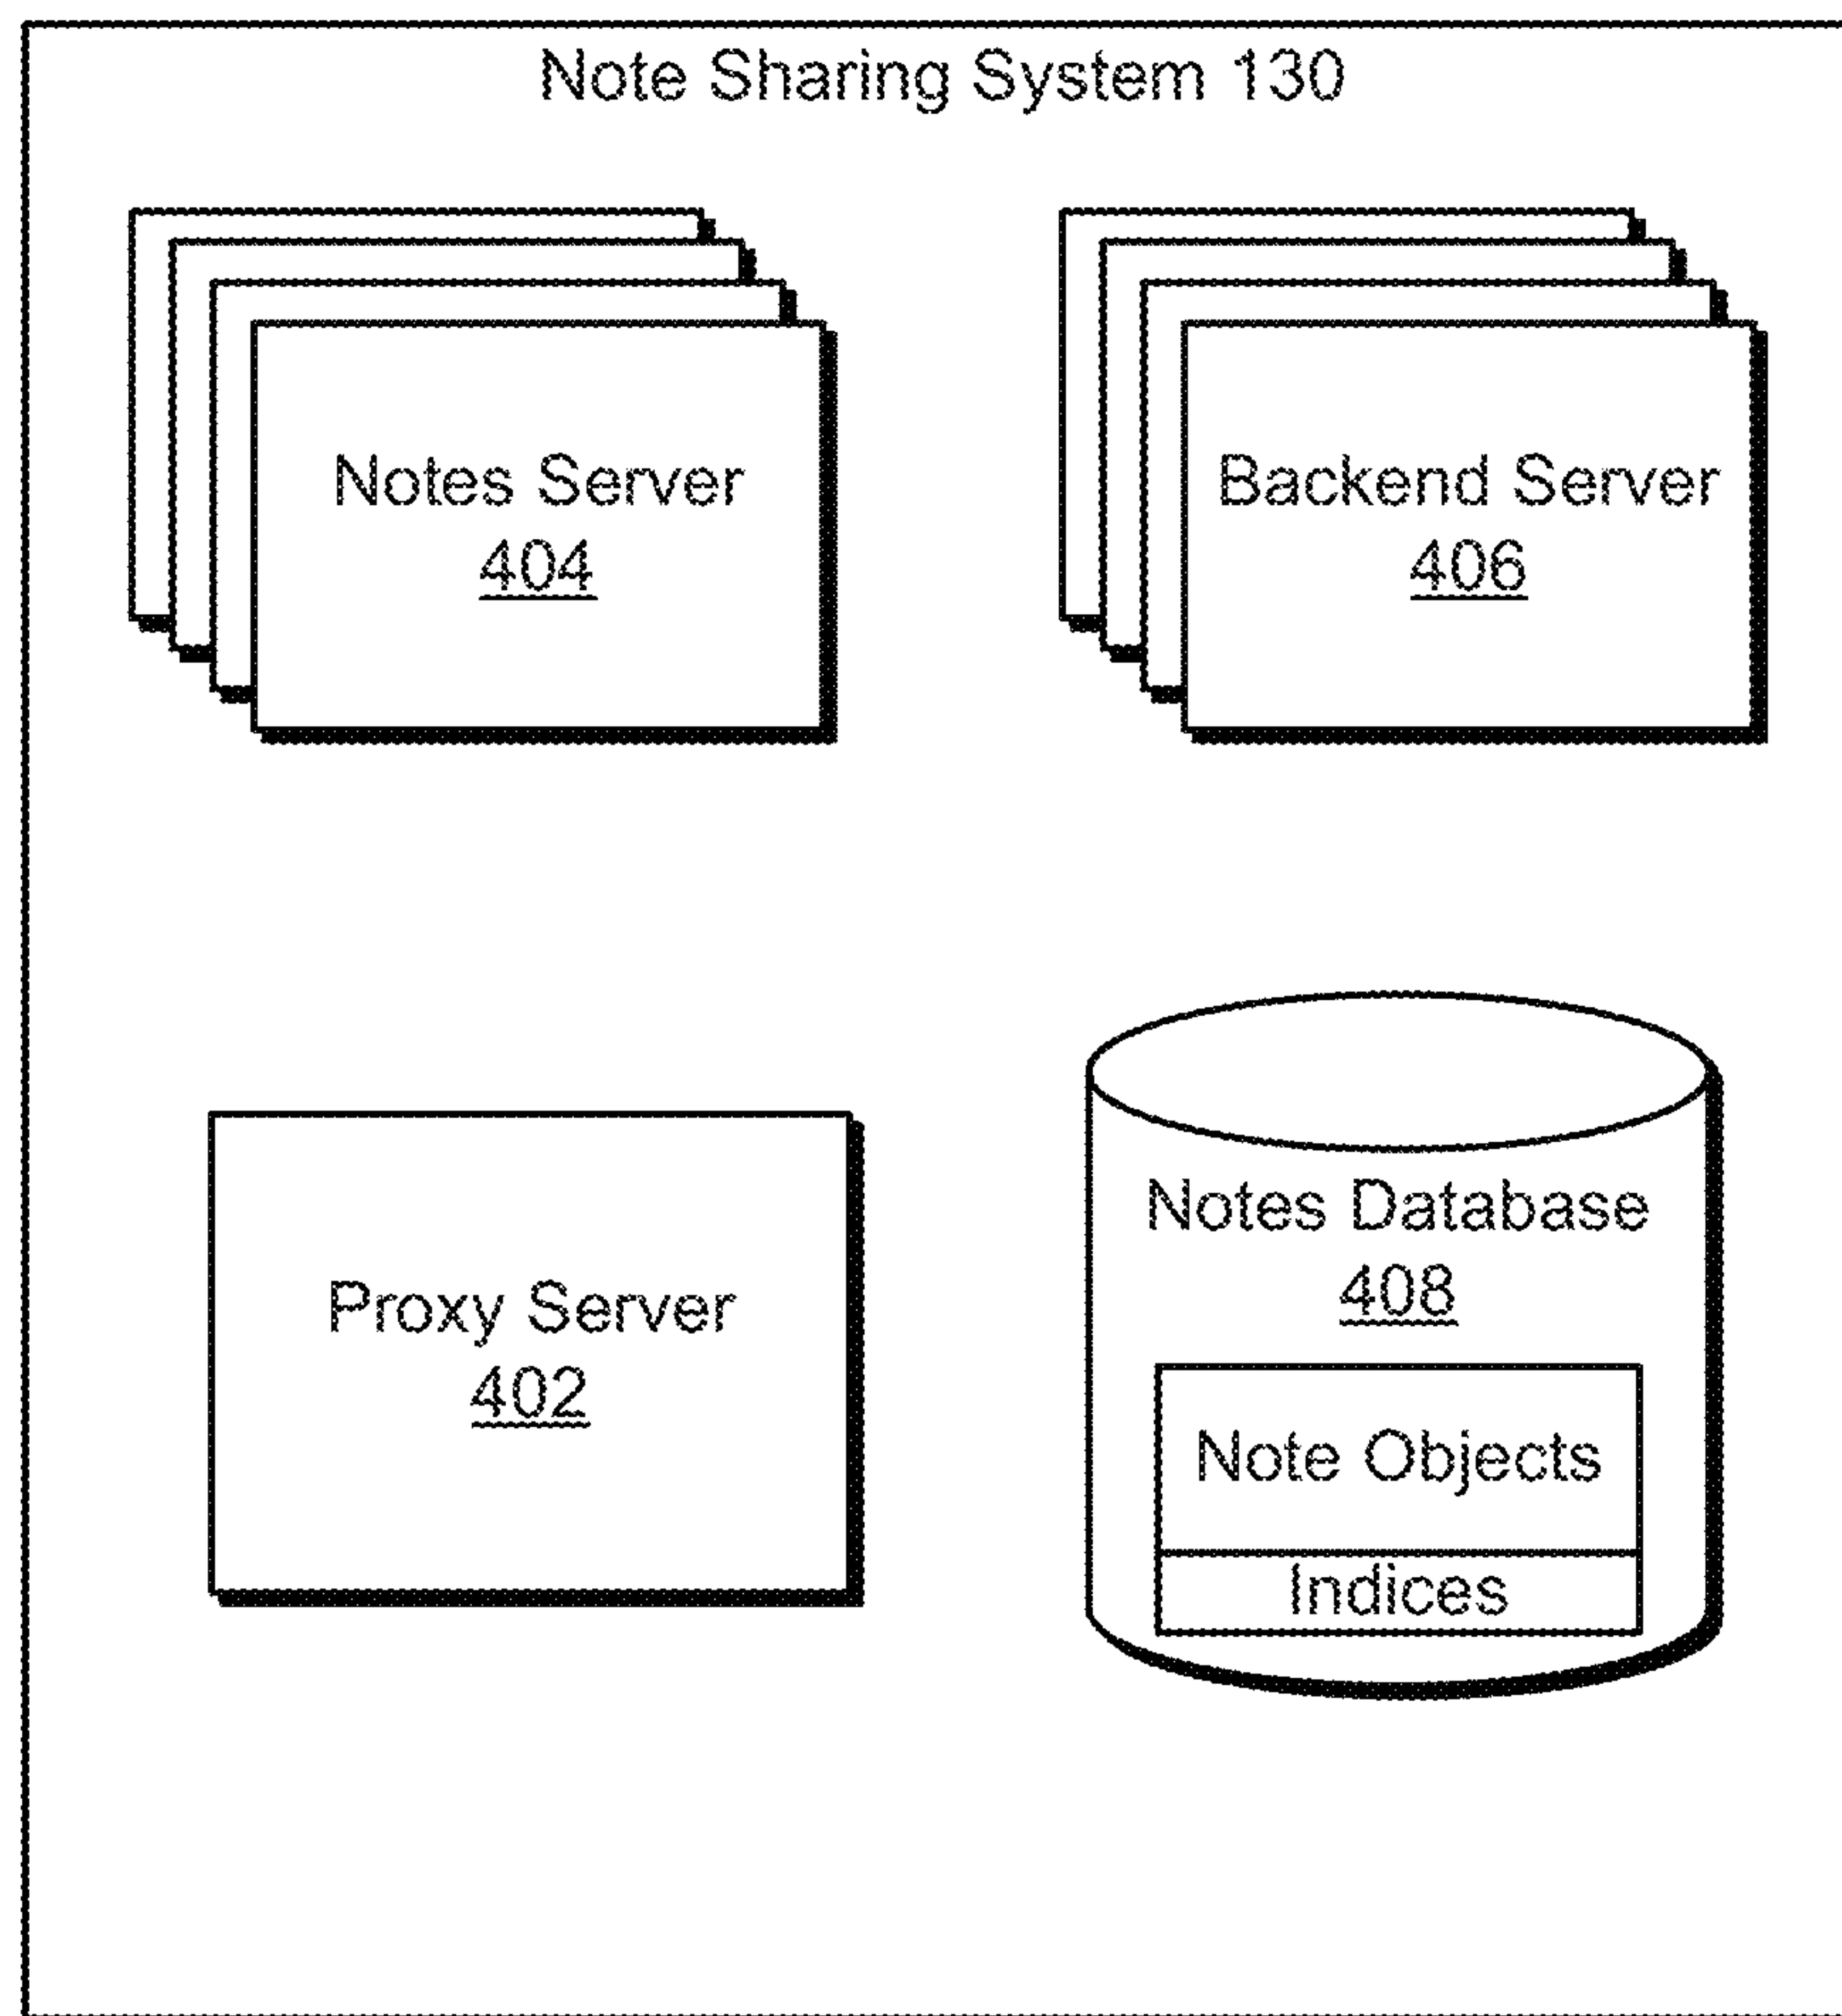 Note Sharing System 130
Notes Server
404
Backend Server
406
Proxy Server
402
Notes Database
408
Note Objects
Indices